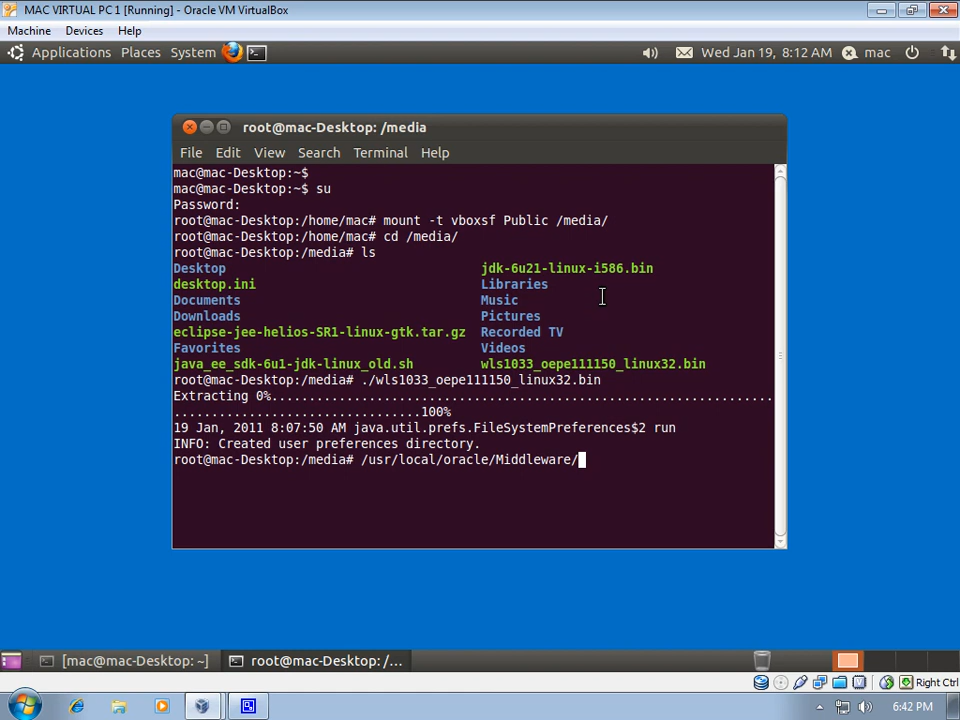 MAC VIRTUAL PC 1 [Running] - Oracle VM VirtualBox
Machine Devices Help
Applications Places System Wed Jan 19, 8:12 AM mac
root@mac-Desktop: /media
File Edit View Search Terminal Help
mac@mac-Desktop:~$
mac@mac-Desktop:~$ su
Password:
root@mac-Desktop:/home/mac# mount -t vboxsf Public /media/
root@mac-Desktop:/home/mac# cd /media/
root@mac-Desktop:/media# ls
Desktop jdk-6u21-linux-i586.bin
desktop.ini Libraries
Documents Music
Downloads Pictures
eclipse-jee-helios-SR1-linux-gtk.tar.gz Recorded TV
Favorites Videos
java_ee_sdk-6u1-jdk-linux_old.sh wls1033_oepe111150_linux32.bin
root@mac-Desktop:/media# ./wls1033_oepe111150_linux32.bin
Extracting 0%...................................................................
.................................100%
19 Jan, 2011 8:07:50 AM java.util.prefs.FileSystemPreferences$2 run
INFO: Created user preferences directory.
root@mac-Desktop:/media# /usr/local/oracle/Middleware/
[mac@mac-Desktop: ~] root@mac-Desktop: /...
Right Ctrl
6:42 PM